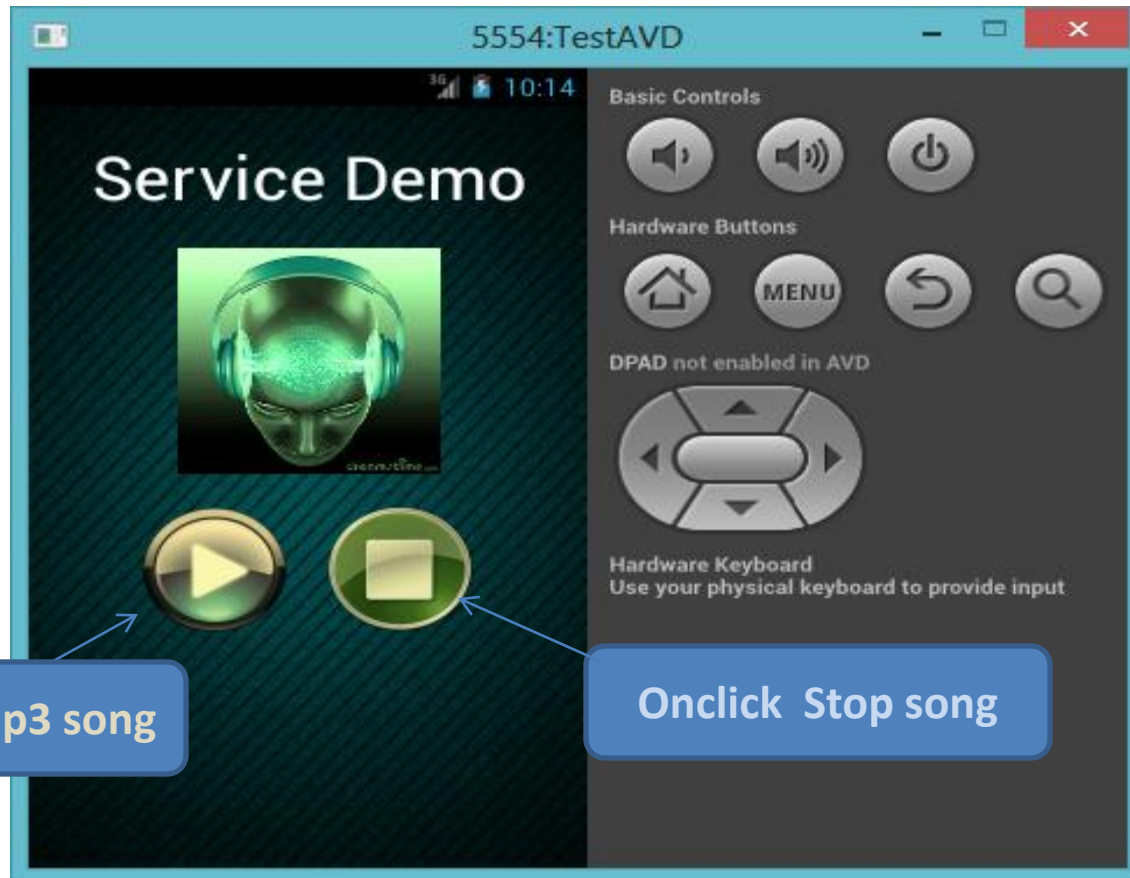 5554:TestAVD
3G 10:14
Service Demo
Basic Controls
Hardware Buttons
MENU
DPAD not enabled in AVD
Hardware Keyboard
Use your physical keyboard to provide input
p3 song
Onclick Stop song